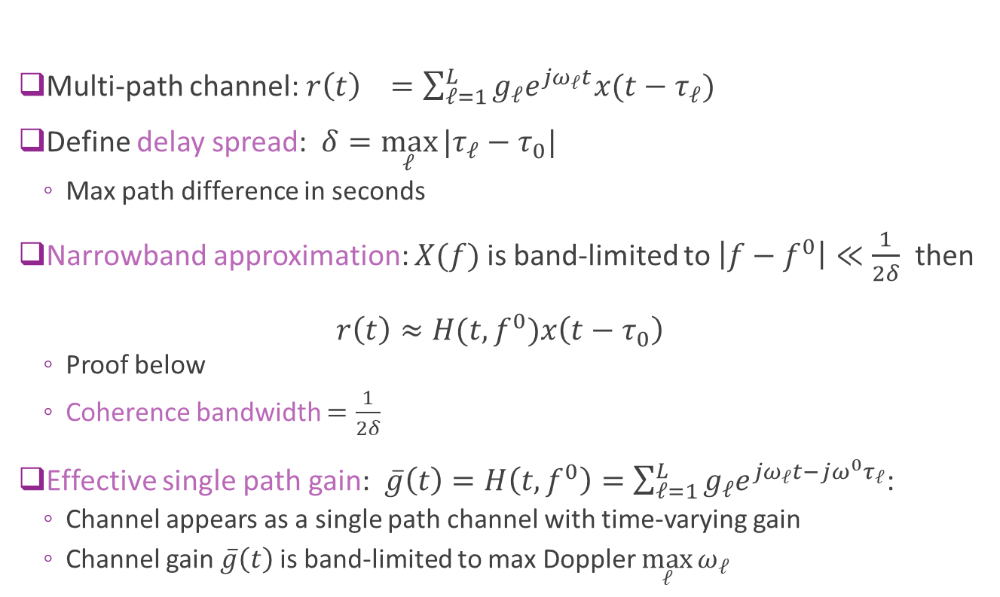 ❑Multi-path channel: $r(t) \quad = \sum_{\ell=1}^{L} g_\ell e^{j\omega_\ell t} x(t - \tau_\ell)$
❑Define delay spread: $\delta = \max_{\ell} |\tau_\ell - \tau_0|$
◦ Max path difference in seconds
❑Narrowband approximation: $X(f)$ is band-limited to $|f - f^0| \ll \frac{1}{2\delta}$ then
$r(t) \approx H(t, f^0)x(t - \tau_0)$
◦ Proof below
◦ Coherence bandwidth $= \frac{1}{2\delta}$
❑Effective single path gain: $\bar{g}(t) = H(t, f^0) = \sum_{\ell=1}^{L} g_\ell e^{j\omega_\ell t - j\omega^0 \tau_\ell}$:
◦ Channel appears as a single path channel with time-varying gain
◦ Channel gain $\bar{g}(t)$ is band-limited to max Doppler $\max_{\ell} \omega_\ell$